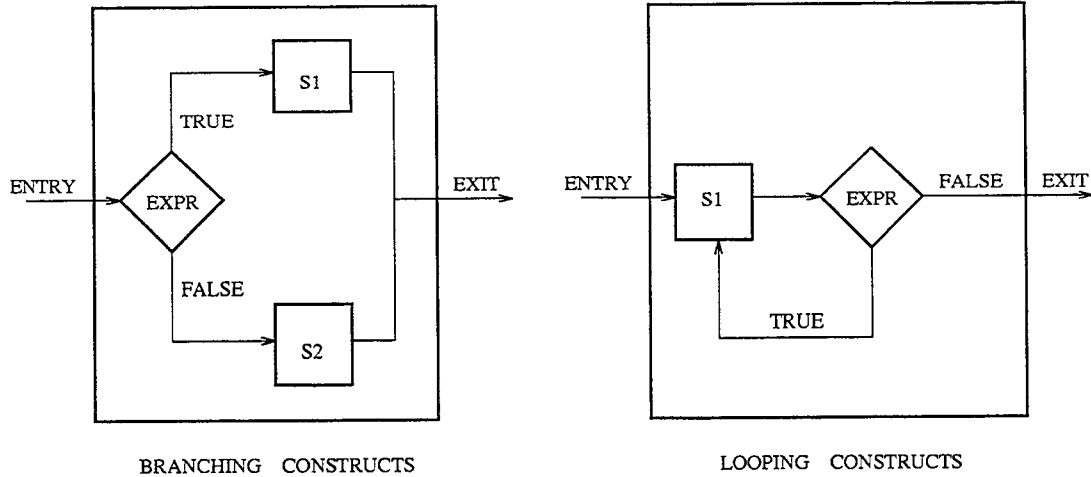 S1
TRUE
ENTRY
EXPR
EXIT
FALSE
S2
BRANCHING CONSTRUCTS
ENTRY
S1
EXPR
FALSE
EXIT
TRUE
LOOPING CONSTRUCTS